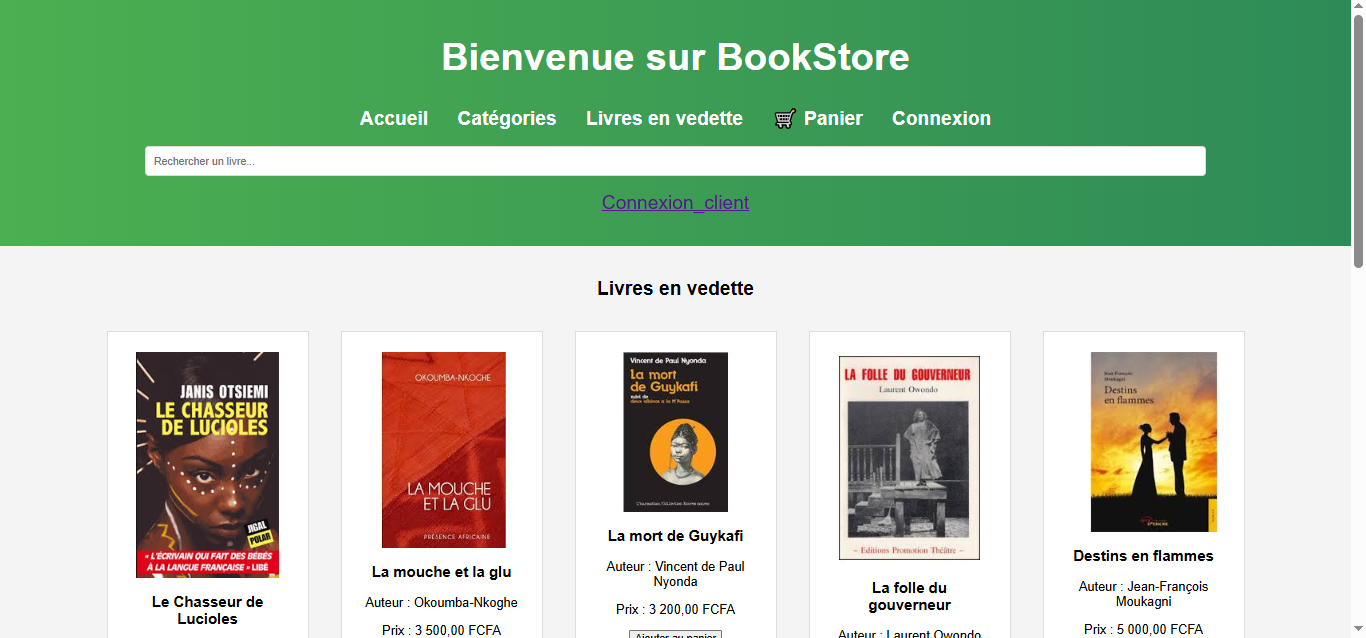 Bienvenue sur BookStore
Accueil Catégories Livres en vedette Panier Connexion
Rechercher un livre...
Connexion_client
Livres en vedette
JANIS OTSIEMI
LE CHASSEUR
DE LUCIOLES
JIGAL
POLAR
« L'ÉCRIVAIN QUI FAIT DES BÉBÉS
À LA LANGUE FRANÇAISE » LIBÉ
Le Chasseur de
Lucioles
OKOUMBA-NKOGHE
LA MOUCHE
ET LA GLU
PRÉSENCE AFRICAINE
La mouche et la glu
Auteur : Okoumba-Nkoghe
Prix : 3 500,00 FCFA
Vincent de Paul Nyonda
La mort
de Guykafi
suivi de
La mort de Guykafi
Auteur : Vincent de Paul
Nyonda
Prix : 3 200,00 FCFA
Ajouter au panier
LA FOLLE DU GOUVERNEUR
Laurent Owondo
– Editions Promotion Théâtre –
La folle du
gouverneur
Auteur : Laurent Owondo
Jean-François
Moukagni
Destins
en flammes
Destins en flammes
Auteur : Jean-François
Moukagni
Prix : 5 000,00 FCFA